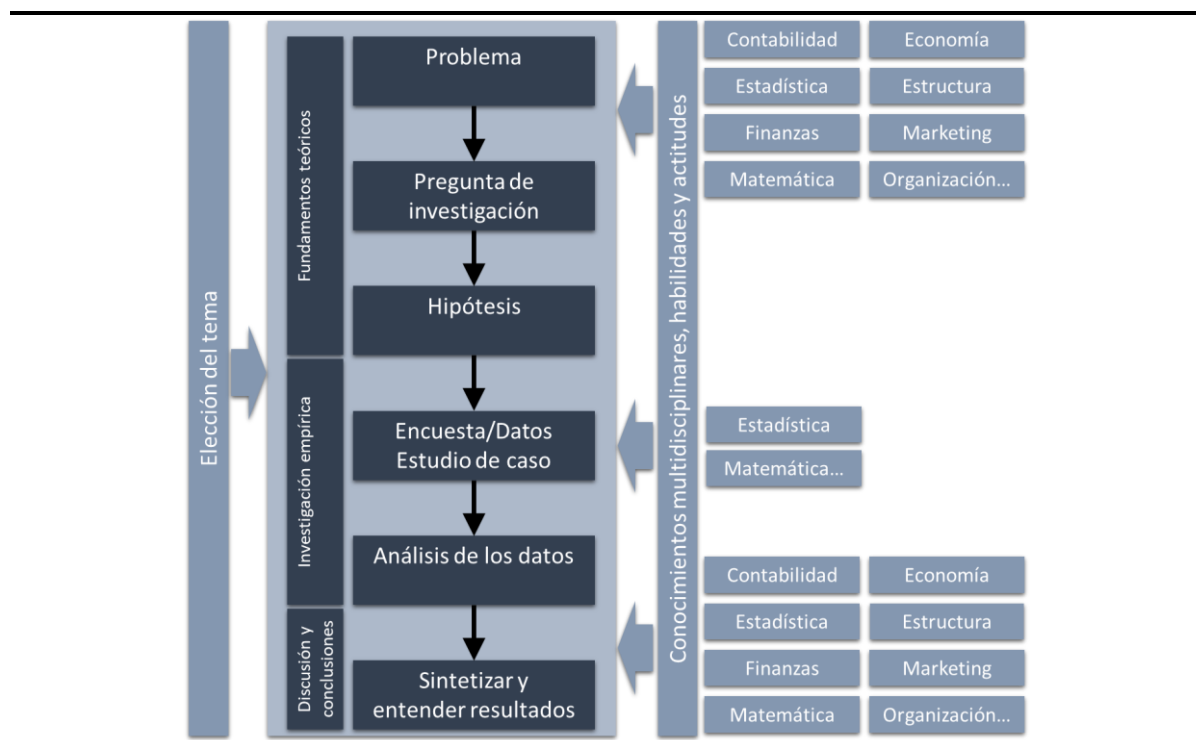 Elección del tema
Fundamentos teóricos
Problema
Pregunta de
investigación
Hipótesis
Investigación empírica
Encuesta/Datos
Estudio de caso
Análisis de los datos
Discusión y
conclusiones
Sintetizar y
entender resultados
Conocimientos multidisciplinares, habilidades y actitudes
Contabilidad
Economía
Estadística
Estructura
Finanzas
Marketing
Matemática
Organización...
Estadística
Matemática...
Contabilidad
Economía
Estadística
Estructura
Finanzas
Marketing
Matemática
Organización...